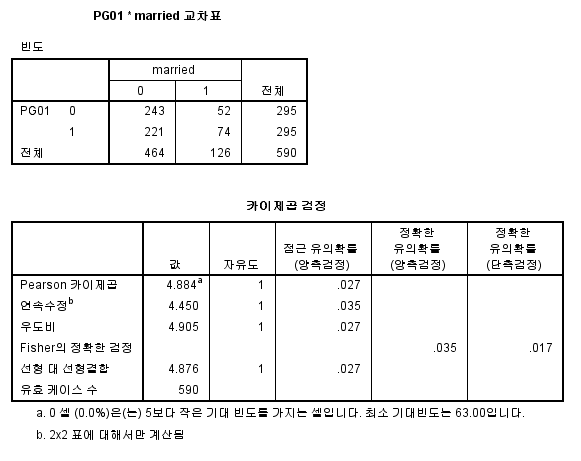 PG01 * married 교차표
빈도
married
0 1 전체
PG01 0 243 52 295
1 221 74 295
전체 464 126 590
카이제곱 검정
값 자유도 점근 유의확률 (양측검정) 정확한 유의확률 (양측검정) 정확한 유의확률 (단측검정)
Pearson 카이제곱 4.884a 1 .027
연속수정b 4.450 1 .035
우도비 4.905 1 .027
Fisher의 정확한 검정 .035 .017
선형 대 선형결합 4.876 1 .027
유효 케이스 수 590
a. 0 셀 (0.0%)은(는) 5보다 작은 기대 빈도를 가지는 셀입니다. 최소 기대빈도는 63.00입니다.
b. 2x2 표에 대해서만 계산됨